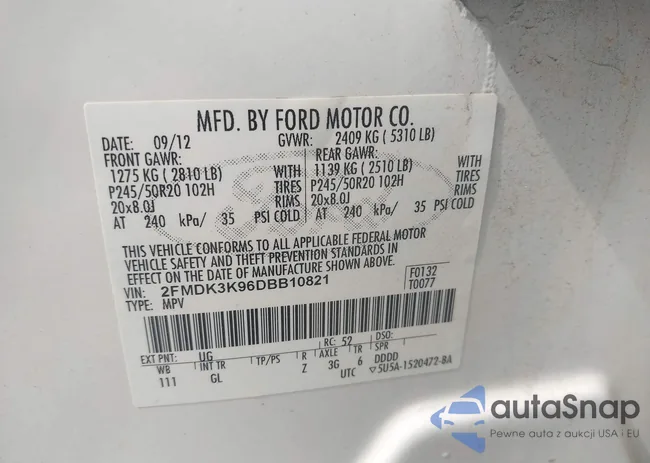 MFD. BY FORD MOTOR CO.
DATE: 09/12 GVWR: 2409 KG ( 5310 LB)
FRONT GAWR: REAR GAWR:
1275 KG ( 2810 LB) WITH 1139 KG ( 2510 LB) WITH
P245/50R20 102H TIRES P245/50R20 102H TIRES
20x8.0J RIMS 20x8.0J RIMS
AT 240 kPa/ 35 PSI COLD AT 240 kPa/ 35 PSI COLD
THIS VEHICLE CONFORMS TO ALL APPLICABLE FEDERAL MOTOR
VEHICLE SAFETY AND THEFT PREVENTION STANDARDS IN
EFFECT ON THE DATE OF MANUFACTURE SHOWN ABOVE.
VIN: 2FMDK3K96DBB10821 F0132
TYPE: MPV T0077
EXT PNT: UG RC: 52 DSO:
WB INT TR TP/PS R AXLE TR SPR
111 GL Z 3G 6 DDDD
UTC ▽5U5A-1520472-BA
Ford
autaSnap
Pewne auta z aukcji USA i EU